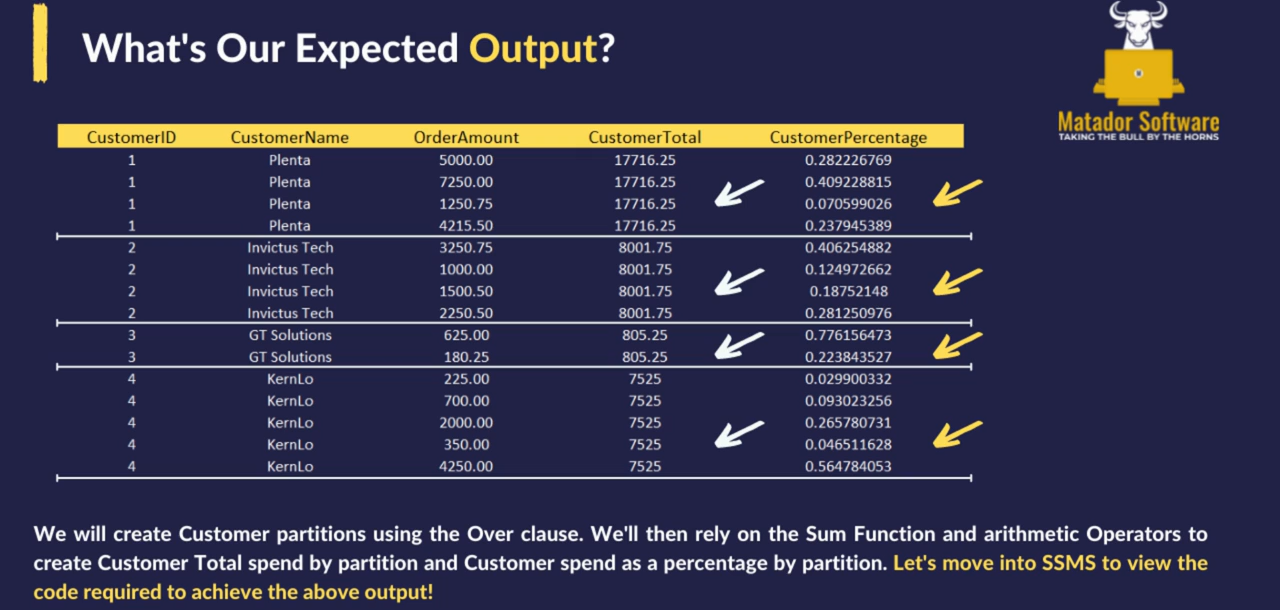 What's Our Expected Output?
Matador Software
TAKING THE BULL BY THE HORNS
CustomerID CustomerName OrderAmount CustomerTotal CustomerPercentage
1 Plenta 5000.00 17716.25 0.282226769
1 Plenta 7250.00 17716.25 0.409228815
1 Plenta 1250.75 17716.25 0.070599026
1 Plenta 4215.50 17716.25 0.237945389
2 Invictus Tech 3250.75 8001.75 0.406254882
2 Invictus Tech 1000.00 8001.75 0.124972662
2 Invictus Tech 1500.50 8001.75 0.18752148
2 Invictus Tech 2250.50 8001.75 0.281250976
3 GT Solutions 625.00 805.25 0.776156473
3 GT Solutions 180.25 805.25 0.223843527
4 KernLo 225.00 7525 0.029900332
4 KernLo 700.00 7525 0.093023256
4 KernLo 2000.00 7525 0.265780731
4 KernLo 350.00 7525 0.046511628
4 KernLo 4250.00 7525 0.564784053
We will create Customer partitions using the Over clause. We'll then rely on the Sum Function and arithmetic Operators to
create Customer Total spend by partition and Customer spend as a percentage by partition. Let's move into SSMS to view the
code required to achieve the above output!